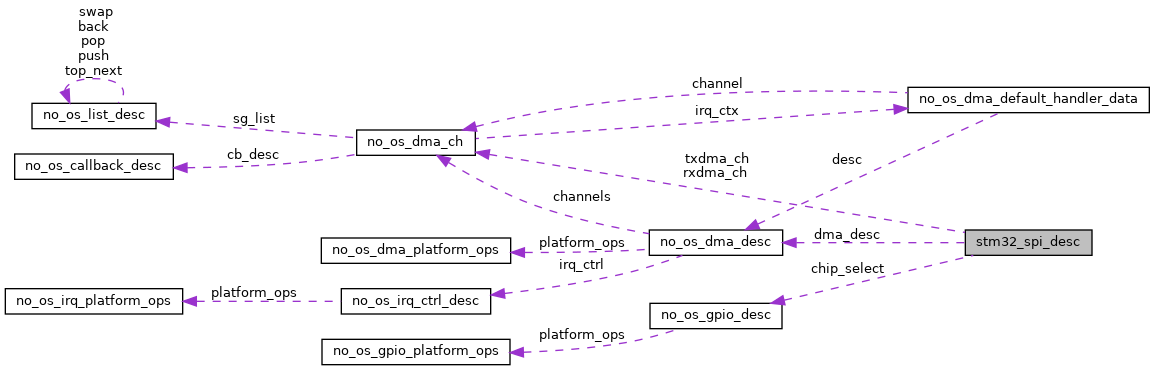 swap
back
pop
push
top_next
no_os_list_desc
channel
no_os_dma_default_handler_data
irq_ctx
sg_list
no_os_dma_ch
cb_desc
no_os_callback_desc
txdma_ch
rxdma_ch
desc
channels
no_os_dma_desc
dma_desc
stm32_spi_desc
no_os_dma_platform_ops
platform_ops
irq_ctrl
chip_select
no_os_irq_platform_ops
platform_ops
no_os_irq_ctrl_desc
no_os_gpio_desc
platform_ops
no_os_gpio_platform_ops